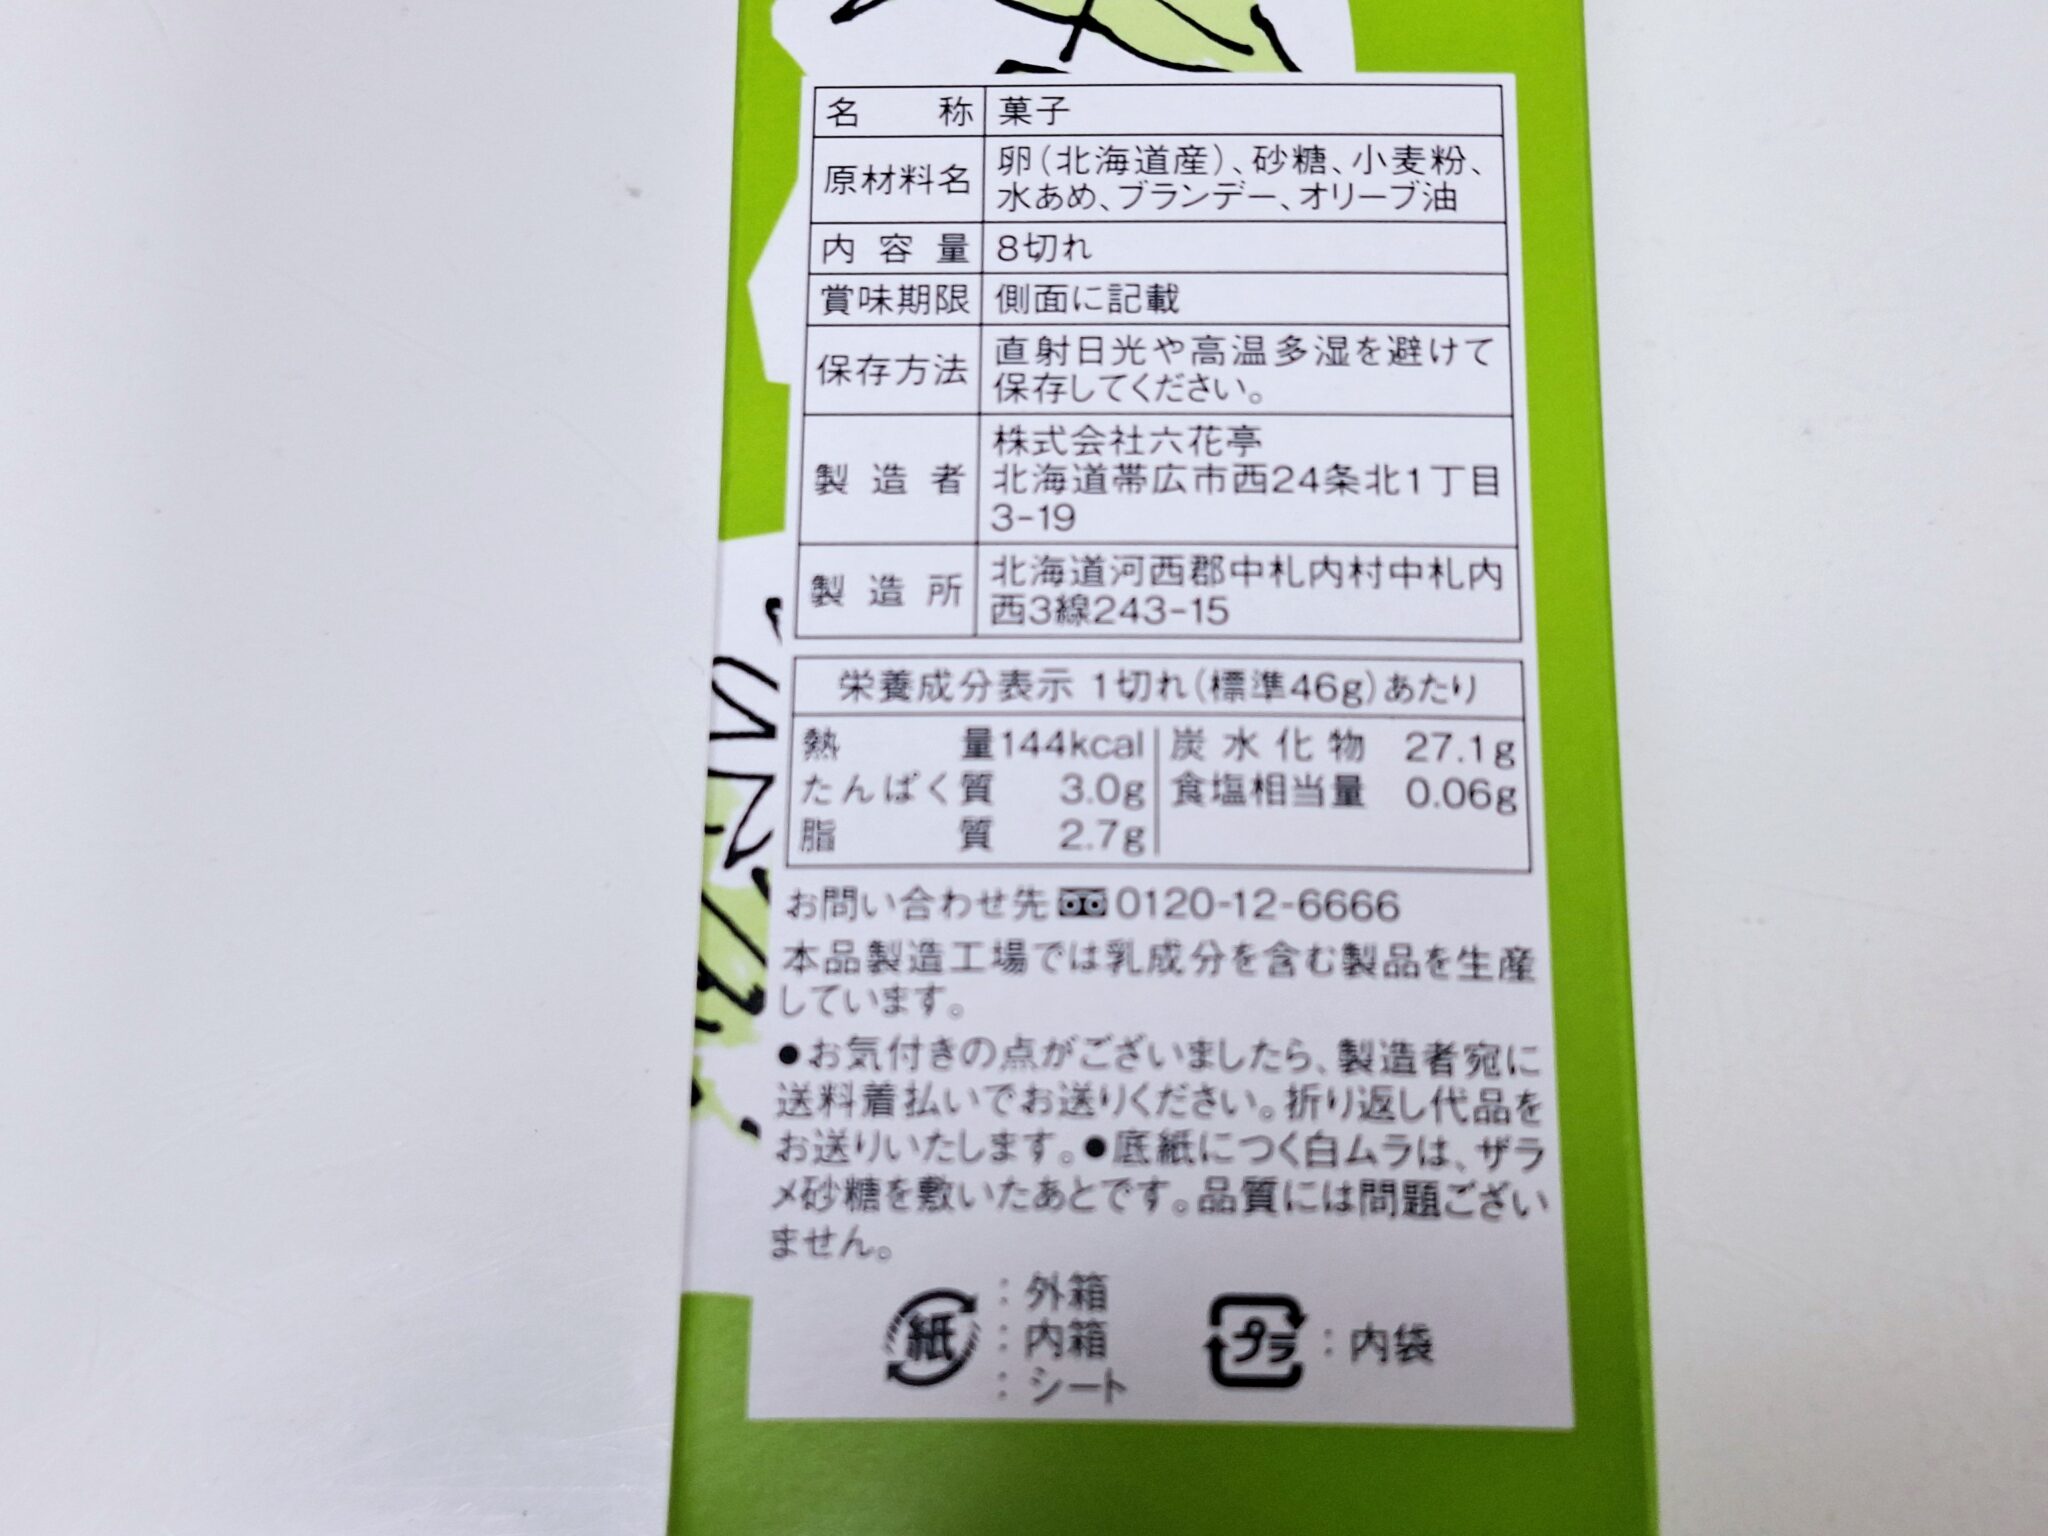 名称 菓子
原材料名 卵(北海道産)、砂糖、小麦粉、
水あめ、ブランデー、オリーブ油
内容量 8切れ
賞味期限 側面に記載
保存方法 直射日光や高温多湿を避けて
保存してください。
製造者 株式会社六花亭
北海道帯広市西24条北1丁目
3-19
製造所 北海道河西郡中札内村中札内
西3線243-15
栄養成分表示 1切れ(標準46g)あたり
熱量144kcal 炭水化物 27.1g
たんぱく質 3.0g 食塩相当量 0.06g
脂質 2.7g
お問い合わせ先 0120-12-6666
本品製造工場では乳成分を含む製品を生産
しています。
●お気付きの点がございましたら、製造者宛に
送料着払いでお送りください。折り返し代品を
お送りいたします。●底紙につく白ムラは、ザラ
メ砂糖を敷いたあとです。品質には問題ござい
ません。
紙 :外箱
:内箱
:シート
プラ :内袋